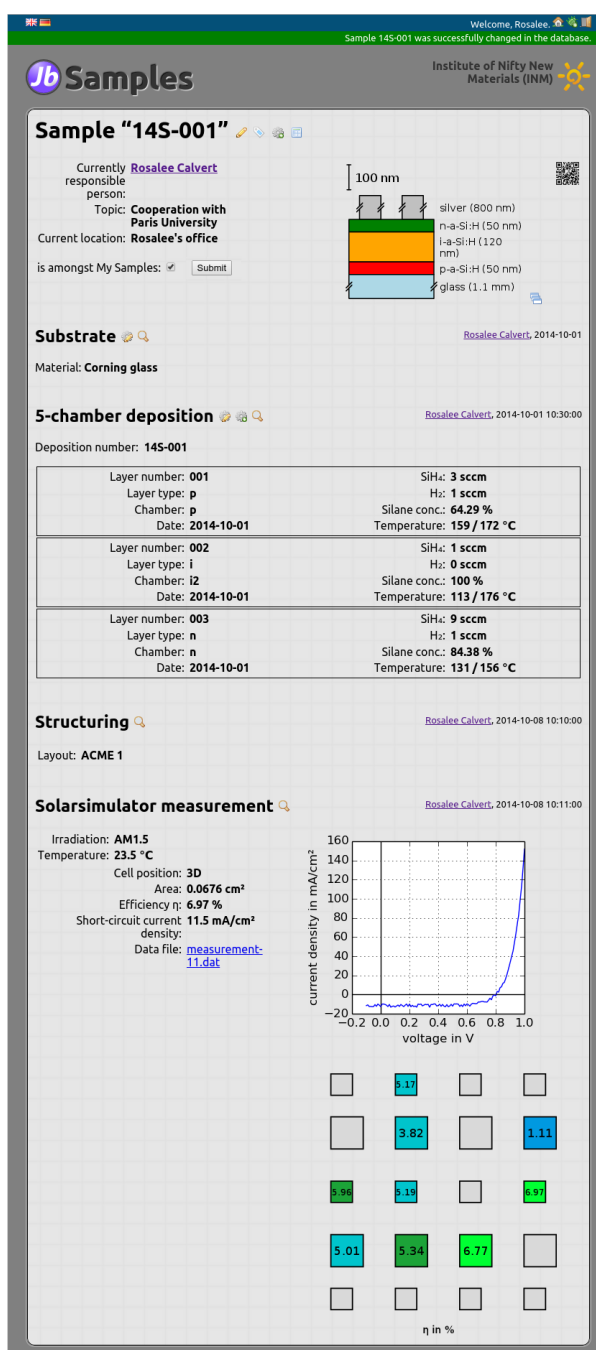 Welcome, Rosalee.
Sample 14S-001 was successfully changed in the database.
Jb Samples
Institute of Nifty New
Materials (INM)
Sample “14S-001”
Currently Rosalee Calvert
responsible
person:
Topic: Cooperation with
Paris University
Current location: Rosalee's office
is amongst My Samples: Submit
100 nm
silver (800 nm)
n-a-Si:H (50 nm)
i-a-Si:H (120
nm)
p-a-Si:H (50 nm)
glass (1.1 mm)
Substrate
Rosalee Calvert, 2014-10-01
Material: Corning glass
5-chamber deposition
Rosalee Calvert, 2014-10-01 10:30:00
Deposition number: 14S-001
Layer number: 001 SiH₄: 3 sccm
Layer type: p H₂: 1 sccm
Chamber: p Silane conc.: 64.29 %
Date: 2014-10-01 Temperature: 159 / 172 °C
Layer number: 002 SiH₄: 1 sccm
Layer type: i H₂: 0 sccm
Chamber: i2 Silane conc.: 100 %
Date: 2014-10-01 Temperature: 113 / 176 °C
Layer number: 003 SiH₄: 9 sccm
Layer type: n H₂: 1 sccm
Chamber: n Silane conc.: 84.38 %
Date: 2014-10-01 Temperature: 131 / 156 °C
Structuring
Rosalee Calvert, 2014-10-08 10:10:00
Layout: ACME 1
Solarsimulator measurement
Rosalee Calvert, 2014-10-08 10:11:00
Irradiation: AM1.5
Temperature: 23.5 °C
Cell position: 3D
Area: 0.0676 cm²
Efficiency η: 6.97 %
Short-circuit current 11.5 mA/cm²
density:
Data file: measurement-
11.dat
current density in mA/cm²
160
140
120
100
80
60
40
20
0
−20
−0.2 0.0 0.2 0.4 0.6 0.8 1.0
voltage in V
5.17
3.82 1.11
5.96 5.19 6.97
5.01 5.34 6.77
η in %